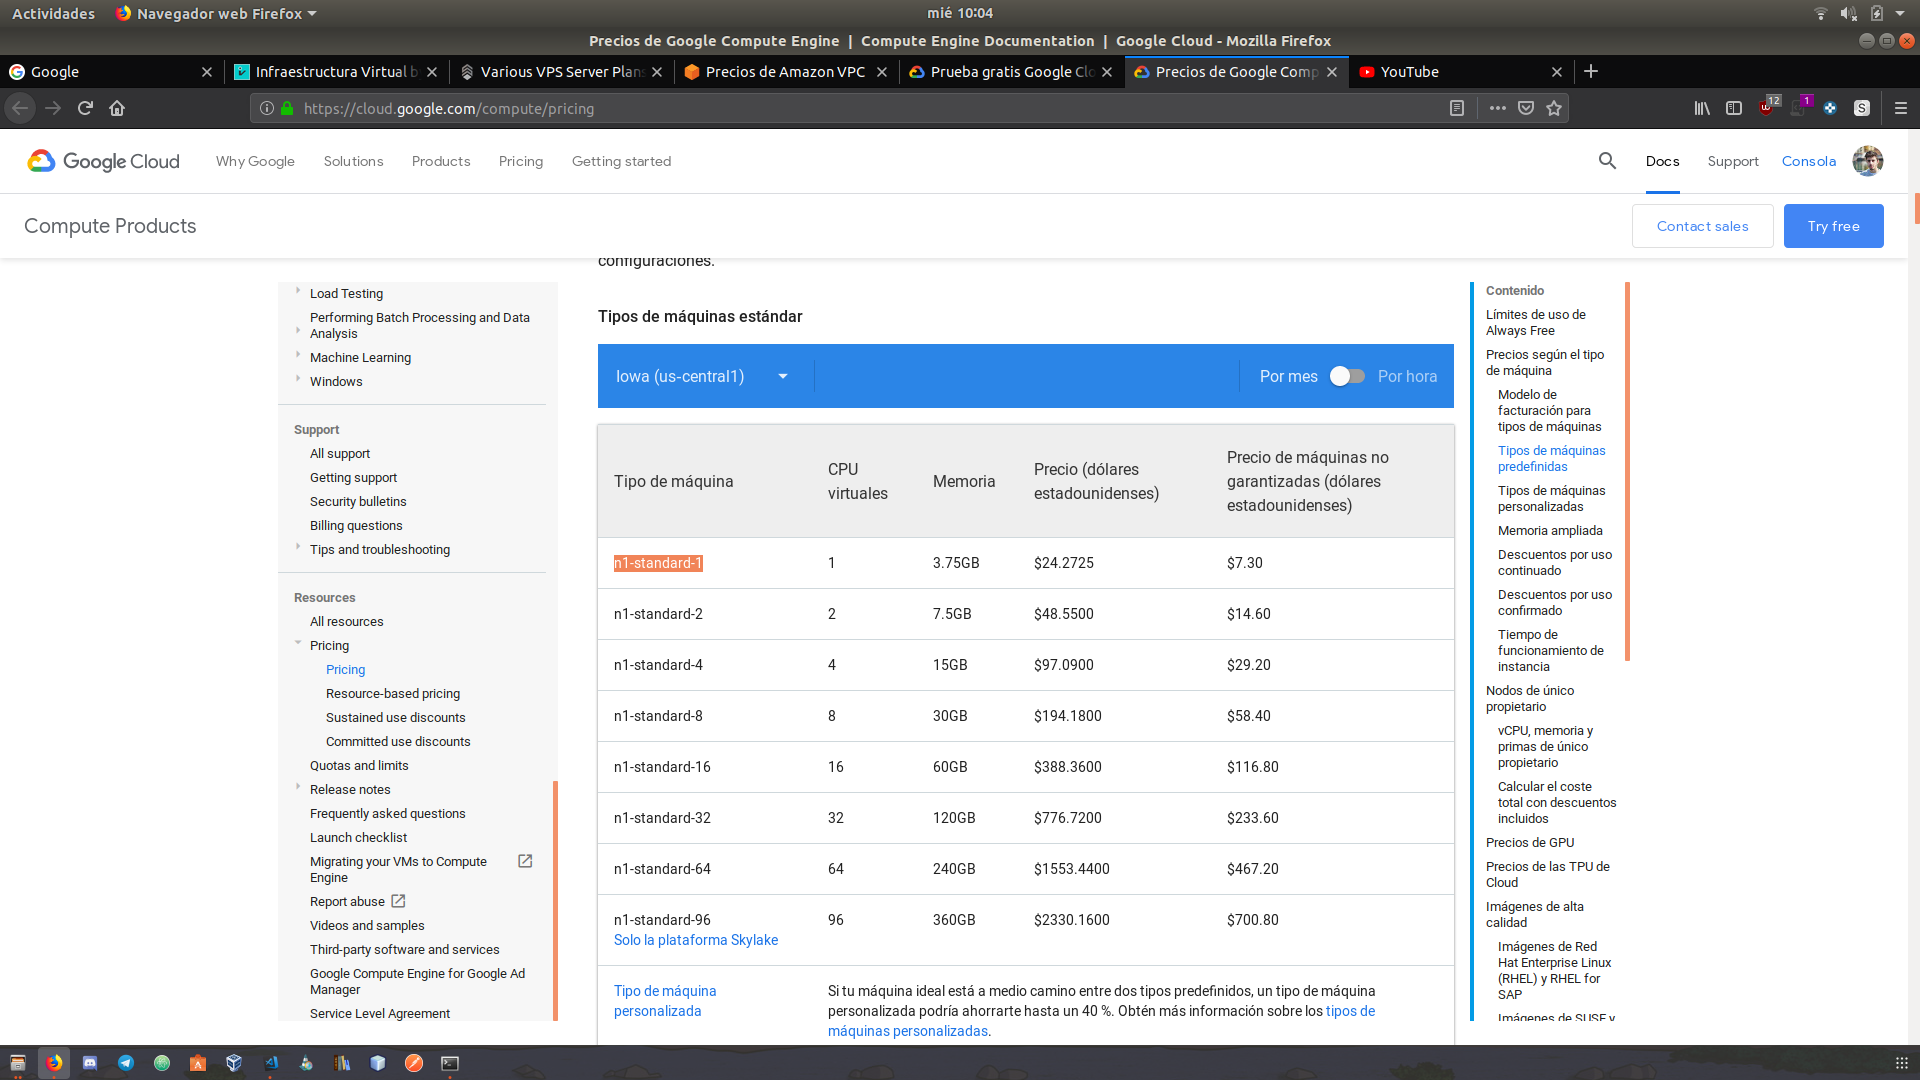 Actividades
Navegador web Firefox
mié 10:04
Precios de Google Compute Engine | Compute Engine Documentation | Google Cloud - Mozilla Firefox
Google
Infraestructura Virtual b
Various VPS Server Plans
Precios de Amazon VPC
Prueba gratis Google Clo
Precios de Google Comp
YouTube
https://cloud.google.com/compute/pricing
12
1
Google Cloud
Why Google
Solutions
Products
Pricing
Getting started
Docs
Support
Consola
Compute Products
Contact sales
Try free
Load Testing
Performing Batch Processing and Data
Analysis
Machine Learning
Windows
Support
All support
Getting support
Security bulletins
Billing questions
Tips and troubleshooting
Resources
All resources
Pricing
Pricing
Resource-based pricing
Sustained use discounts
Committed use discounts
Quotas and limits
Release notes
Frequently asked questions
Launch checklist
Migrating your VMs to Compute
Engine
Report abuse
Videos and samples
Third-party software and services
Google Compute Engine for Google Ad
Manager
Service Level Agreement
configuraciones.
Tipos de máquinas estándar
Iowa (us-central1)
Por mes
Por hora
Tipo de máquina
CPU
virtuales
Memoria
Precio (dólares
estadounidenses)
Precio de máquinas no
garantizadas (dólares
estadounidenses)
n1-standard-1 1 3.75GB $24.2725 $7.30
n1-standard-2 2 7.5GB $48.5500 $14.60
n1-standard-4 4 15GB $97.0900 $29.20
n1-standard-8 8 30GB $194.1800 $58.40
n1-standard-16 16 60GB $388.3600 $116.80
n1-standard-32 32 120GB $776.7200 $233.60
n1-standard-64 64 240GB $1553.4400 $467.20
n1-standard-96 96 360GB $2330.1600 $700.80
Solo la plataforma Skylake
Tipo de máquina
personalizada
Si tu máquina ideal está a medio camino entre dos tipos predefinidos, un tipo de máquina
personalizada podría ahorrarte hasta un 40 %. Obtén más información sobre los tipos de
máquinas personalizadas.
Contenido
Límites de uso de
Always Free
Precios según el tipo
de máquina
Modelo de
facturación para
tipos de máquinas
Tipos de máquinas
predefinidas
Tipos de máquinas
personalizadas
Memoria ampliada
Descuentos por uso
continuado
Descuentos por uso
confirmado
Tiempo de
funcionamiento de
instancia
Nodos de único
propietario
vCPU, memoria y
primas de único
propietario
Calcular el coste
total con descuentos
incluidos
Precios de GPU
Precios de las TPU de
Cloud
Imágenes de alta
calidad
Imágenes de Red
Hat Enterprise Linux
(RHEL) y RHEL for
SAP
Imágenes de SUSE y